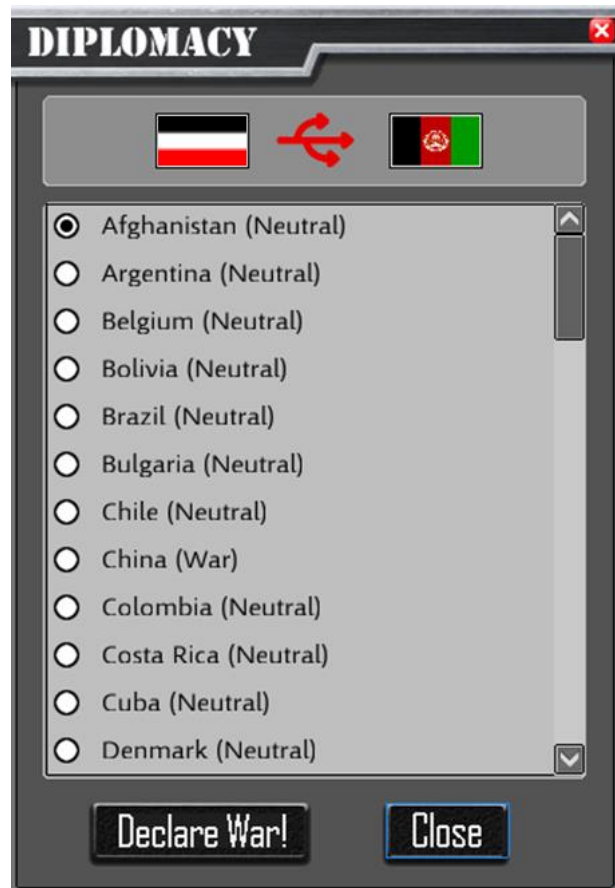 DIPLOMACY
Afghanistan (Neutral)
Argentina (Neutral)
Belgium (Neutral)
Bolivia (Neutral)
Brazil (Neutral)
Bulgaria (Neutral)
Chile (Neutral)
China (War)
Colombia (Neutral)
Costa Rica (Neutral)
Cuba (Neutral)
Denmark (Neutral)
Declare War! Close